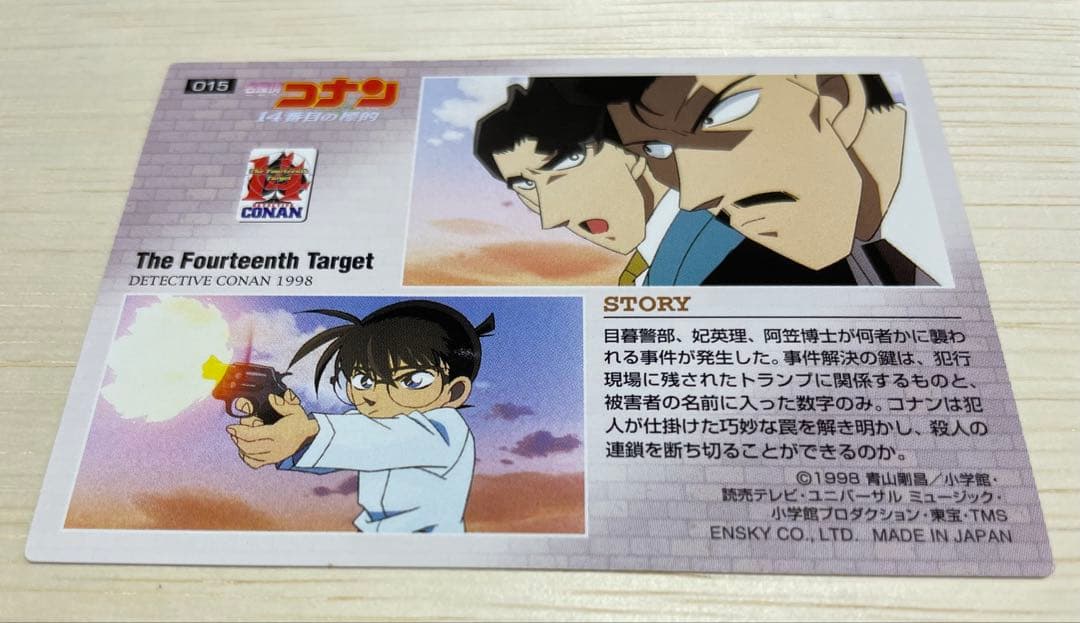 015
名探偵
コナン
14番目の標的
The Fourteenth
Target
CONAN
The Fourteenth Target
DETECTIVE CONAN 1998
STORY
目暮警部、妃英理、阿笠博士が何者かに襲わ
れる事件が発生した。事件解決の鍵は、犯行
現場に残されたトランプに関係するものと、
被害者の名前に入った数字のみ。コナンは犯
人が仕掛けた巧妙な罠を解き明かし、殺人の
連鎖を断ち切ることができるのか。
©1998 青山剛昌／小学館・
読売テレビ・ユニバーサル ミュージック・
小学館プロダクション・東宝・TMS
ENSKY CO., LTD. MADE IN JAPAN